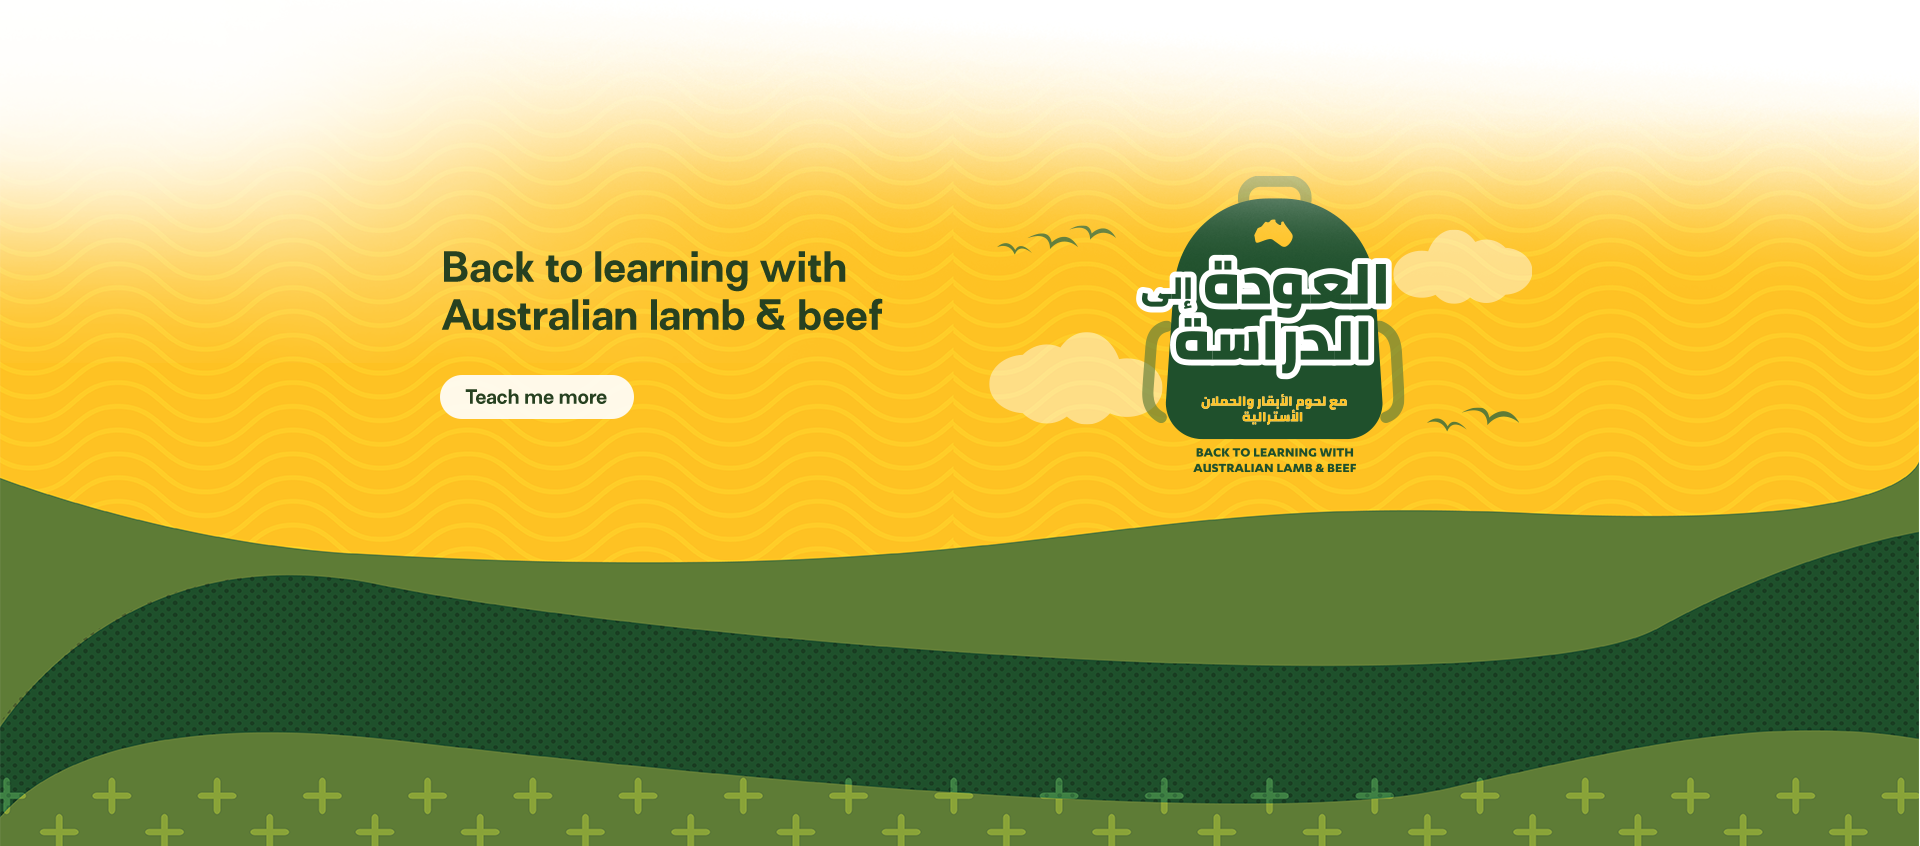 Back to learning with
Australian lamb & beef
Teach me more
العودة إلى
الدراسة
مع لحوم الأبقار والحملان
الأسترالية
BACK TO LEARNING WITH
AUSTRALIAN LAMB & BEEF